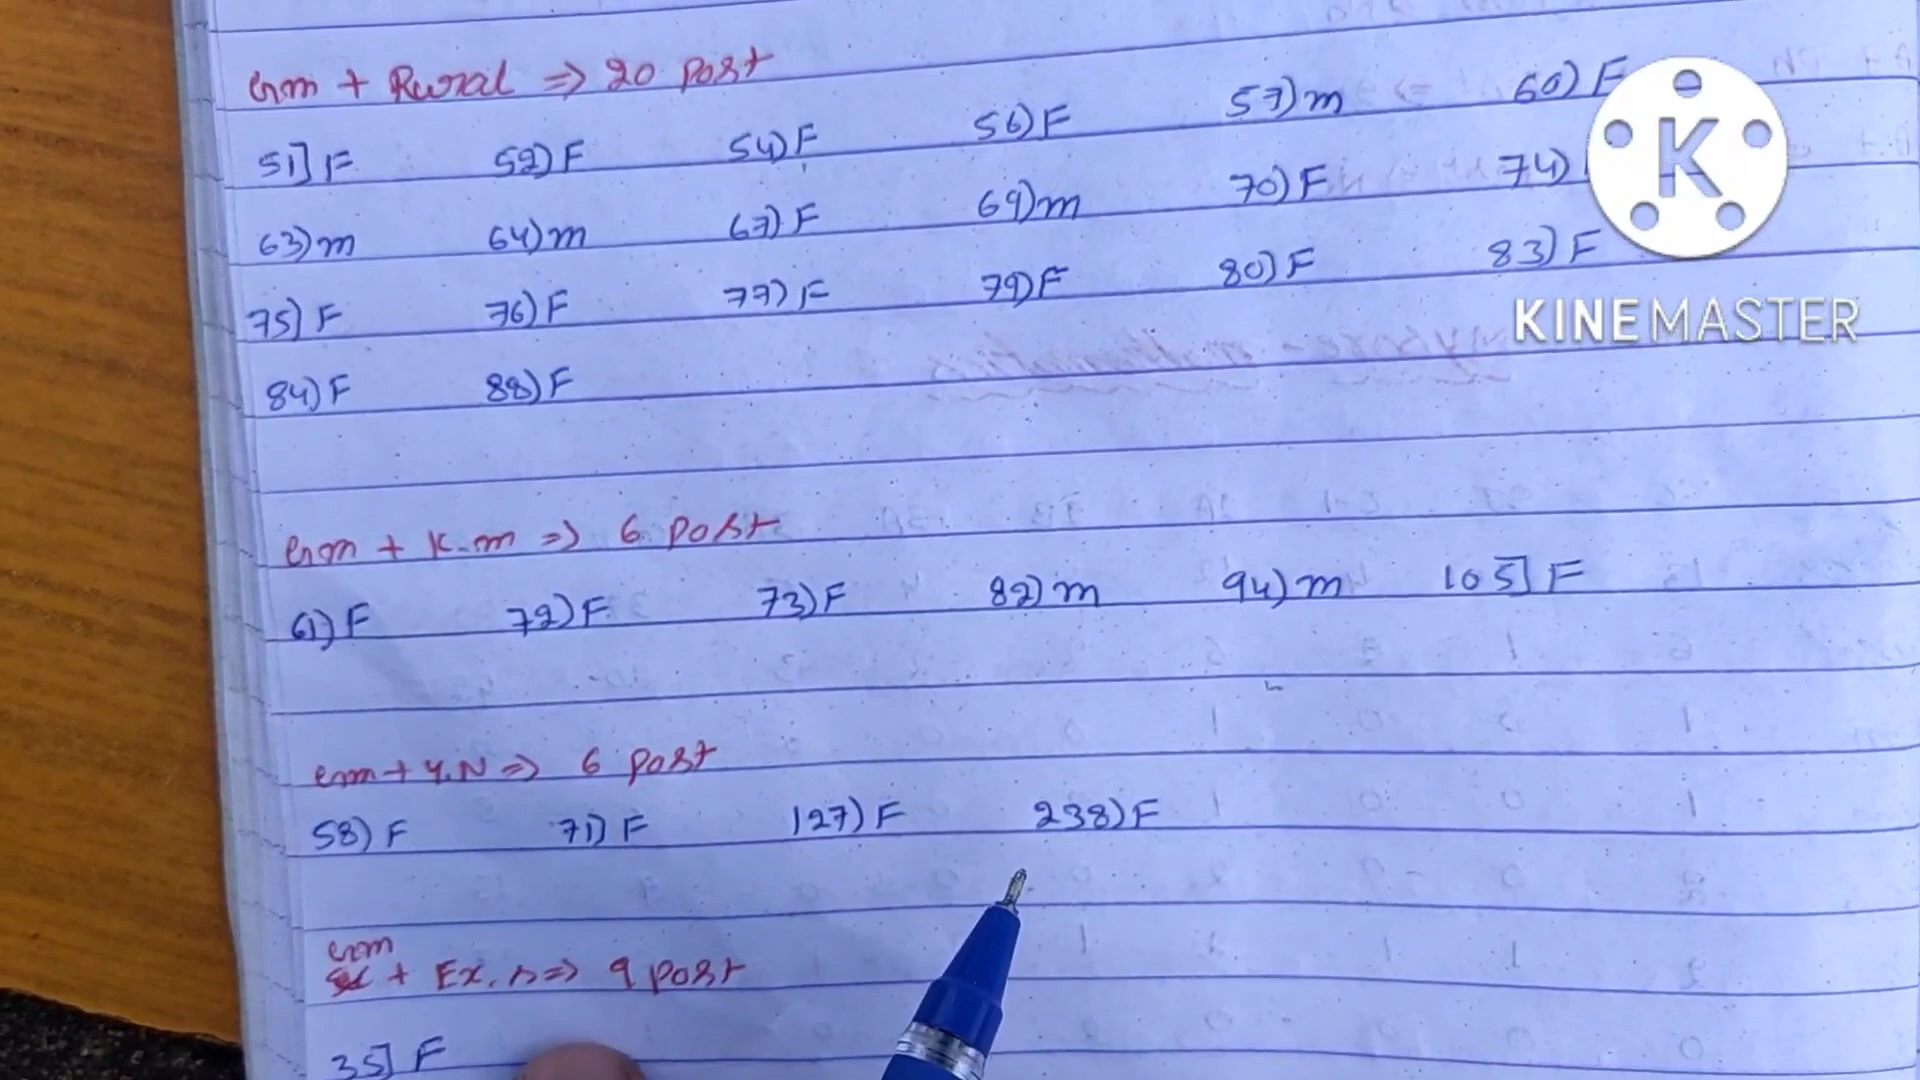 Gm + Rural => 20 post
51] F 52) F 54) F 56) F 57) m 60) F
63) m 64) m 67) F 69) m 70) F 74)
75) F 76) F 77) F 79) F 80) F 83) F
84) F 88) F
KINEMASTER
Gm + K.m => 6 post
61) F 72) F 73) F 82) m 94) m 105] F
Gm + Y.N => 6 post
58) F 71) F 127) F 238) F
Gm
+ Ex. s => 9 post
35] F